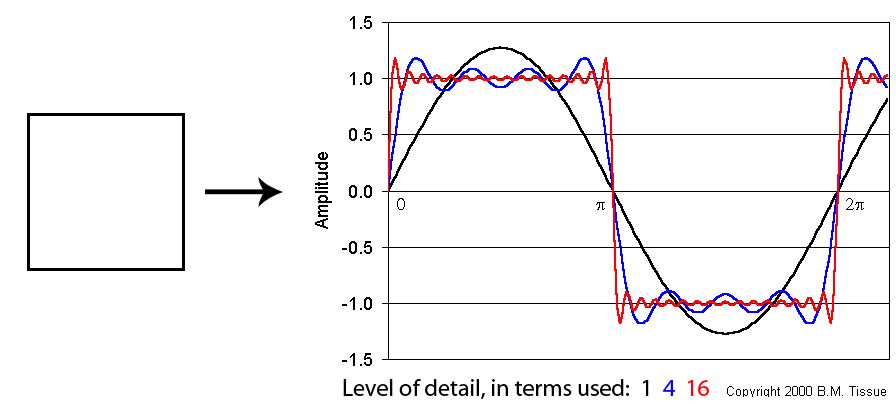 1.5
1.0
0.5
0.0
-0.5
-1.0
-1.5
Amplitude
0 π 2π
Level of detail, in terms used: 1 4 16
Copyright 2000 B.M. Tissue